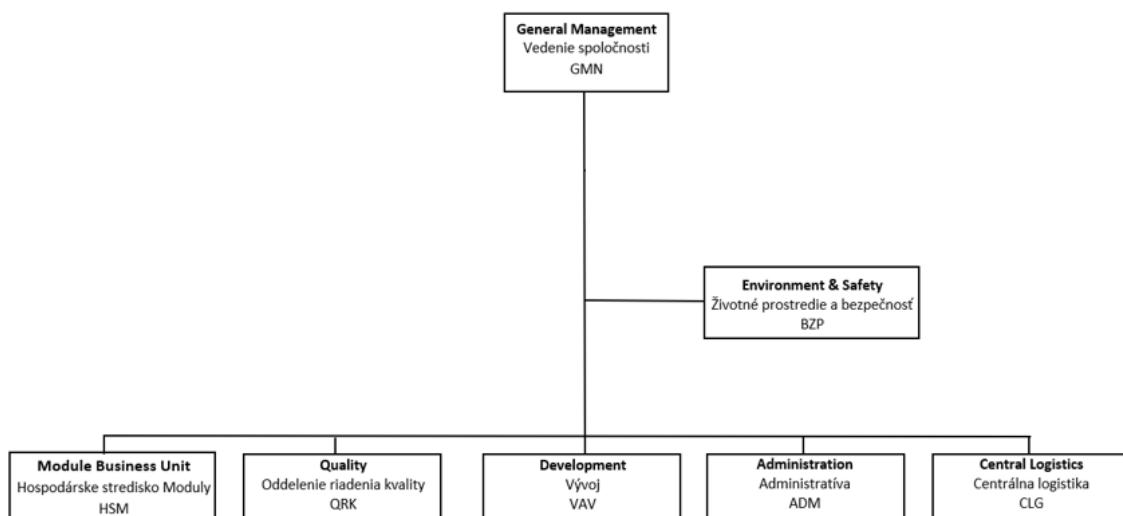 General Management
Vedenie spoločnosti
GMN
Environment & Safety
Životné prostredie a bezpečnosť
BZP
Module Business Unit
Hospodárske stredisko Moduly
HSM
Quality
Oddelenie riadenia kvality
QRK
Development
Vývoj
VAV
Administration
Administratíva
ADM
Central Logistics
Centrálna logistika
CLG